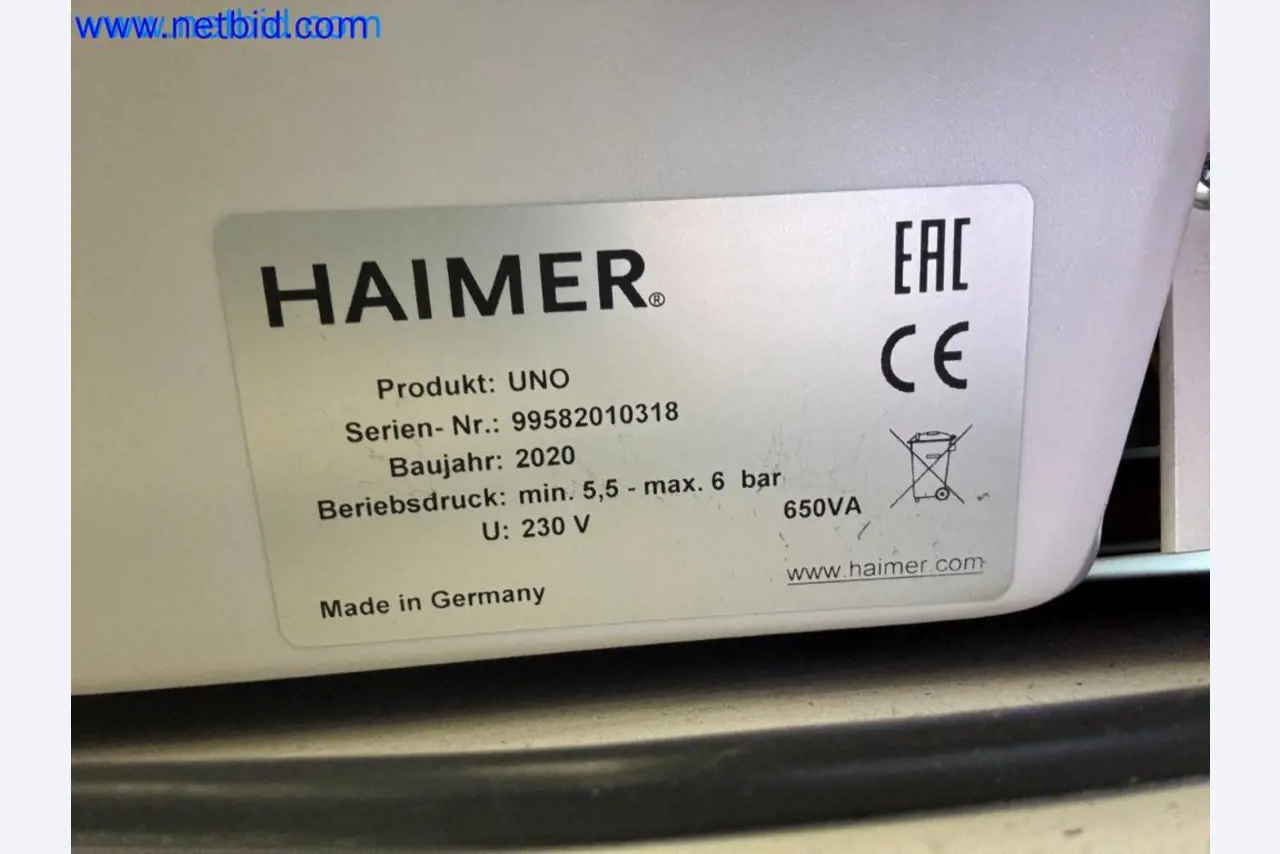 www.netbid.com
HAIMER®
EAC
CE
Produkt: UNO
Serien- Nr.: 99582010318
Baujahr: 2020
Beriebsdruck: min. 5,5 - max. 6 bar
U: 230 V
650VA
www.haimer.com
Made in Germany